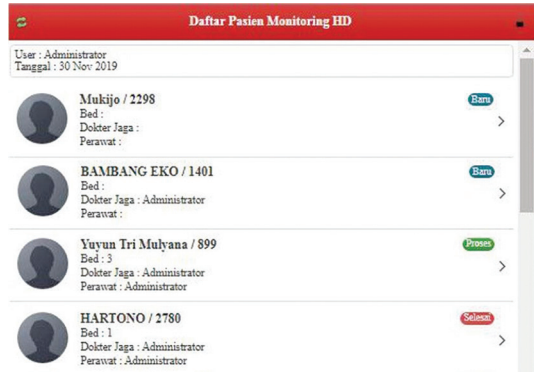 Daftar Pasien Monitoring HD
User : Administrator
Tanggal : 30 Nov 2019
Mukijo / 2298
Baru
Bed :
Dokter Jaga :
Perawat :
BAMBANG EKO / 1401
Baru
Bed :
Dokter Jaga : Administrator
Perawat :
Yuyun Tri Mulyana / 899
Proses
Bed : 3
Dokter Jaga : Administrator
Perawat : Administrator
HARTONO / 2780
Selesai
Bed : 1
Dokter Jaga : Administrator
Perawat : Administrator